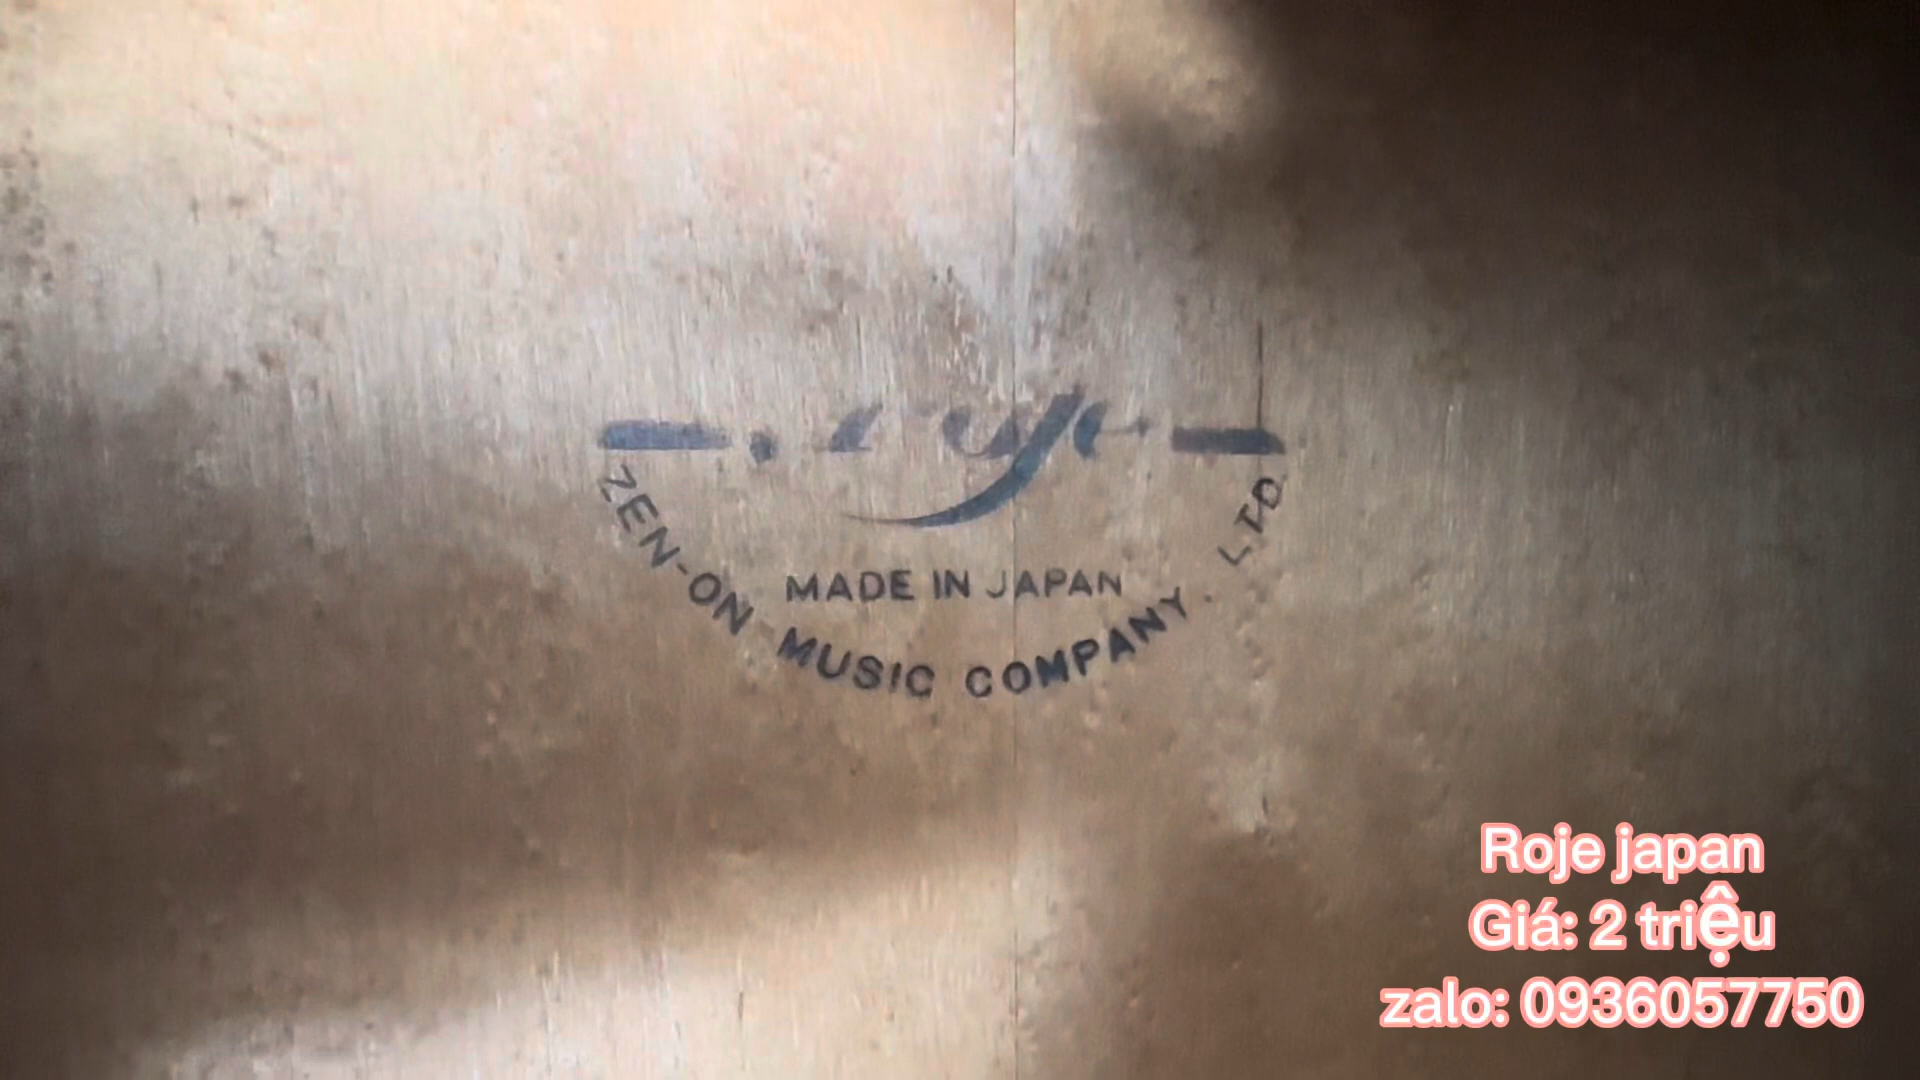 MADE IN JAPAN
ZEN-ON MUSIC COMPANY. LTD.
Roje japan
Giá: 2 triệu
zalo: 0936057750